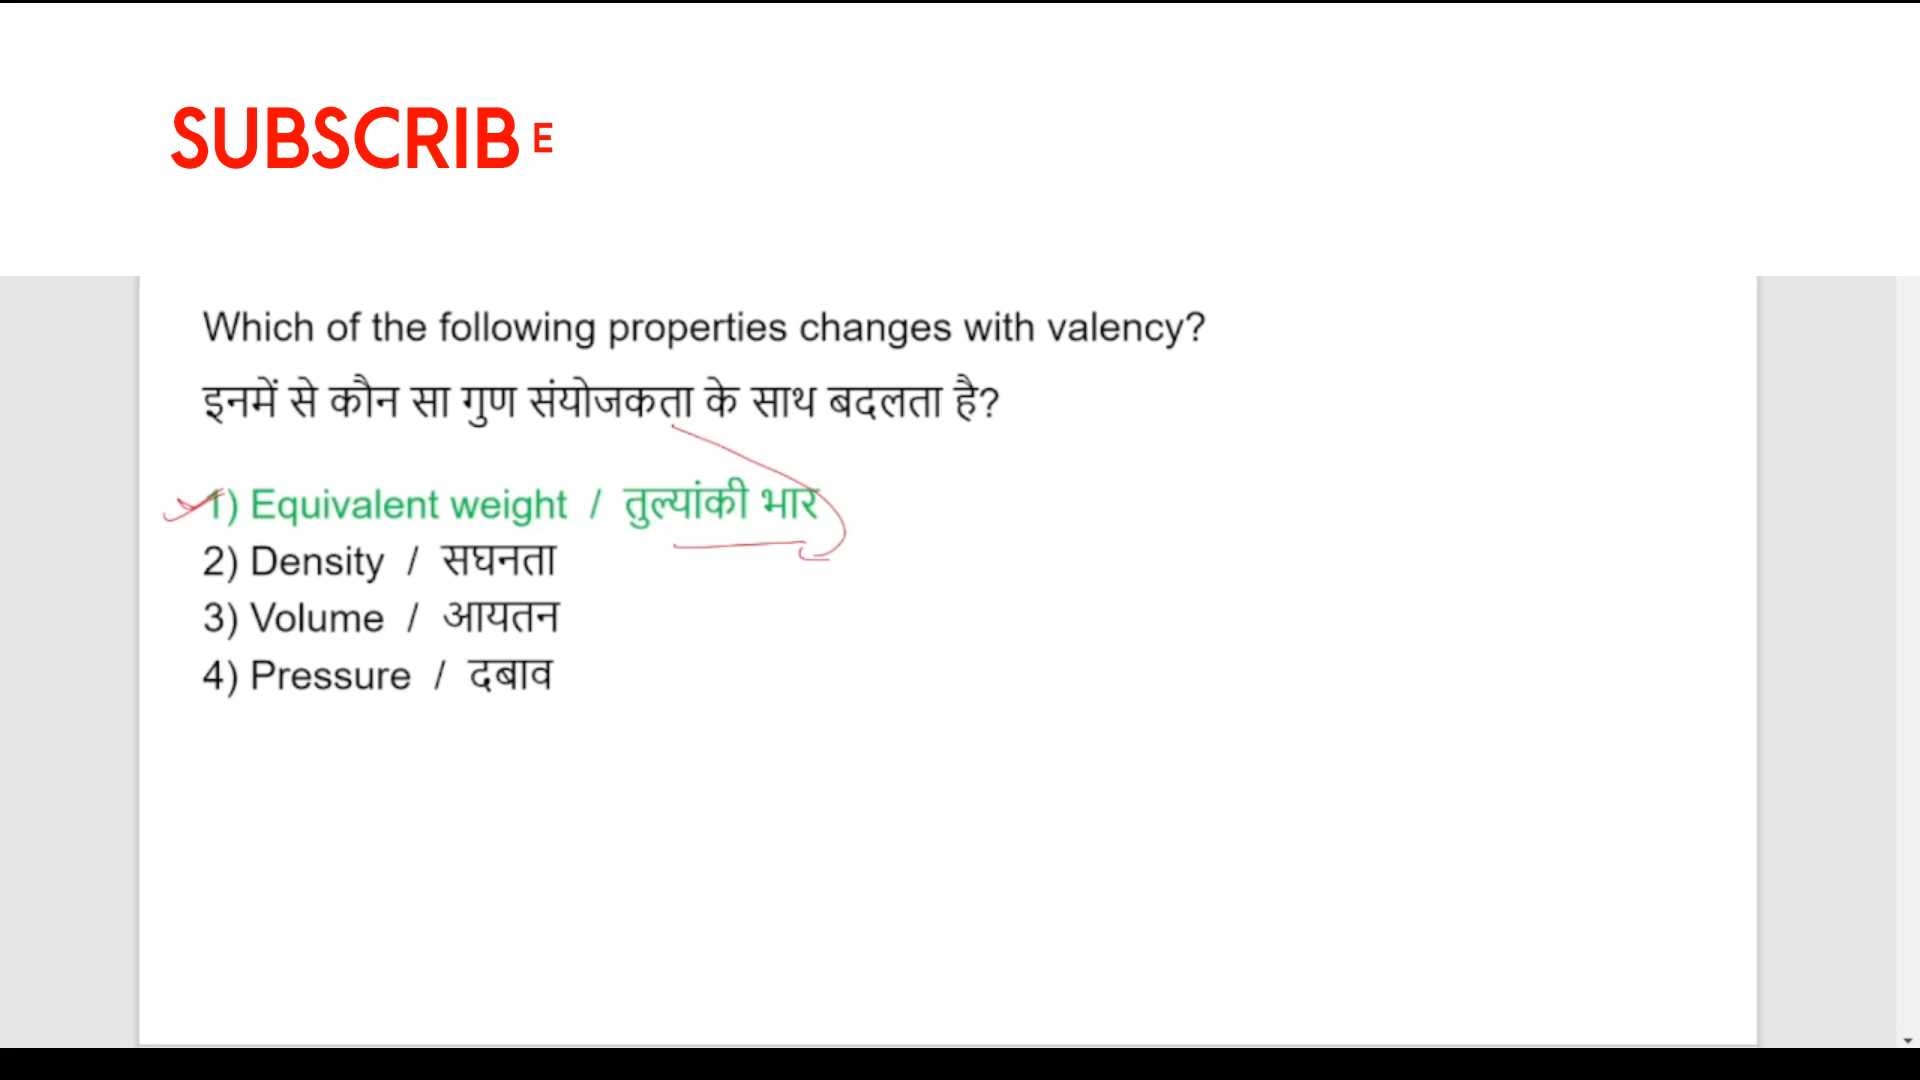 SUBSCRIBE
Which of the following properties changes with valency?
इनमें से कौन सा गुण संयोजकता के साथ बदलता है?
1) Equivalent weight / तुल्यांकी भार
2) Density / सघनता
3) Volume / आयतन
4) Pressure / दबाव